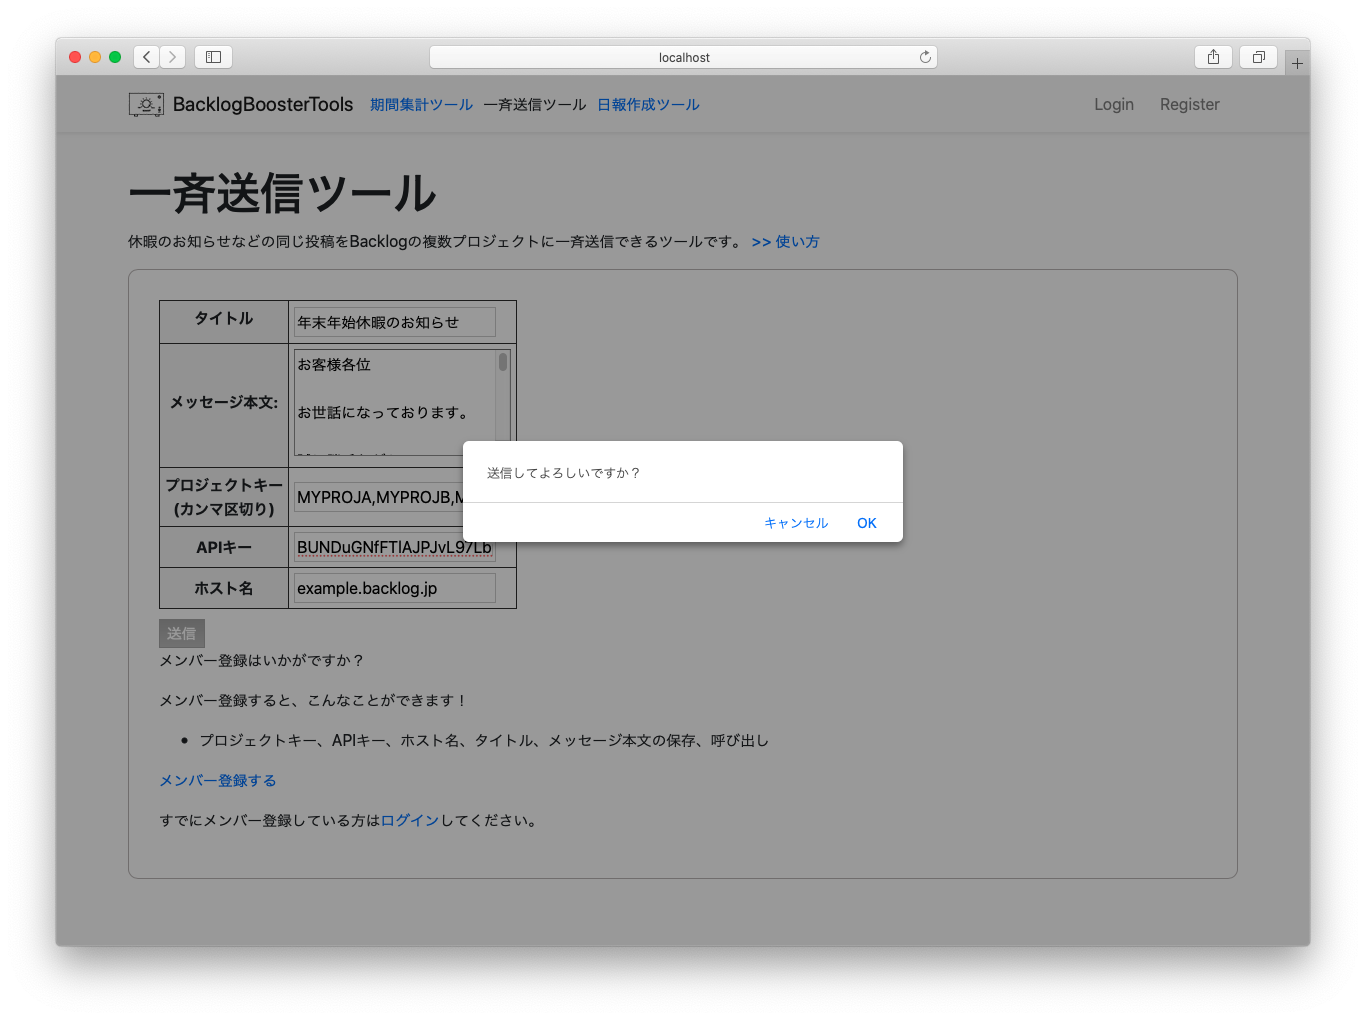 localhost
BacklogBoosterTools 期間集計ツール 一斉送信ツール 日報作成ツール Login Register
一斉送信ツール
休暇のお知らせなどの同じ投稿をBacklogの複数プロジェクトに一斉送信できるツールです。 >> 使い方
タイトル 年末年始休暇のお知らせ
お客様各位
メッセージ本文:
お世話になっております。
送信してよろしいですか？
キャンセル OK
プロジェクトキー
(カンマ区切り)
MYPROJA,MYPROJB,M
APIキー BUNDuGNfFTlAJPJvL97Lb
ホスト名 example.backlog.jp
送信
メンバー登録はいかがですか？
メンバー登録すると、こんなことができます！
• プロジェクトキー、APIキー、ホスト名、タイトル、メッセージ本文の保存、呼び出し
メンバー登録する
すでにメンバー登録している方はログインしてください。